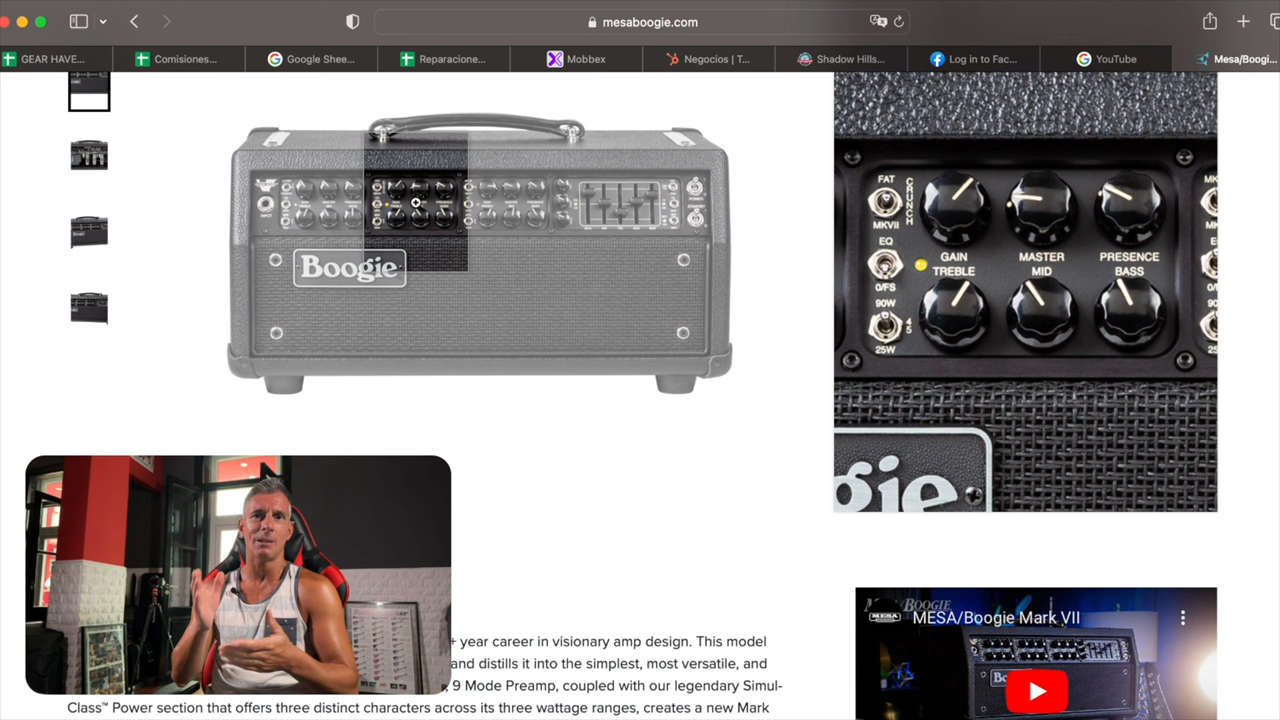 mesaboogie.com
GEAR HAVE...
Comisiones...
Google Shee...
Reparacione...
Mobbex
Negocios | T...
Shadow Hills...
Log in to Fac...
YouTube
Mesa/Boogi...
INPUT
Boogie
FAT
CRUNCH
MKVII
EQ
GAIN
MASTER
PRESENCE
TREBLE
MID
BASS
0/FS
90W
45
25W
gie
MESA/Boogie Mark VII
+ year career in visionary amp design. This model
and distills it into the simplest, most versatile, and
, 9 Mode Preamp, coupled with our legendary Simul-
Class™ Power section that offers three distinct characters across its three wattage ranges, creates a new Mark